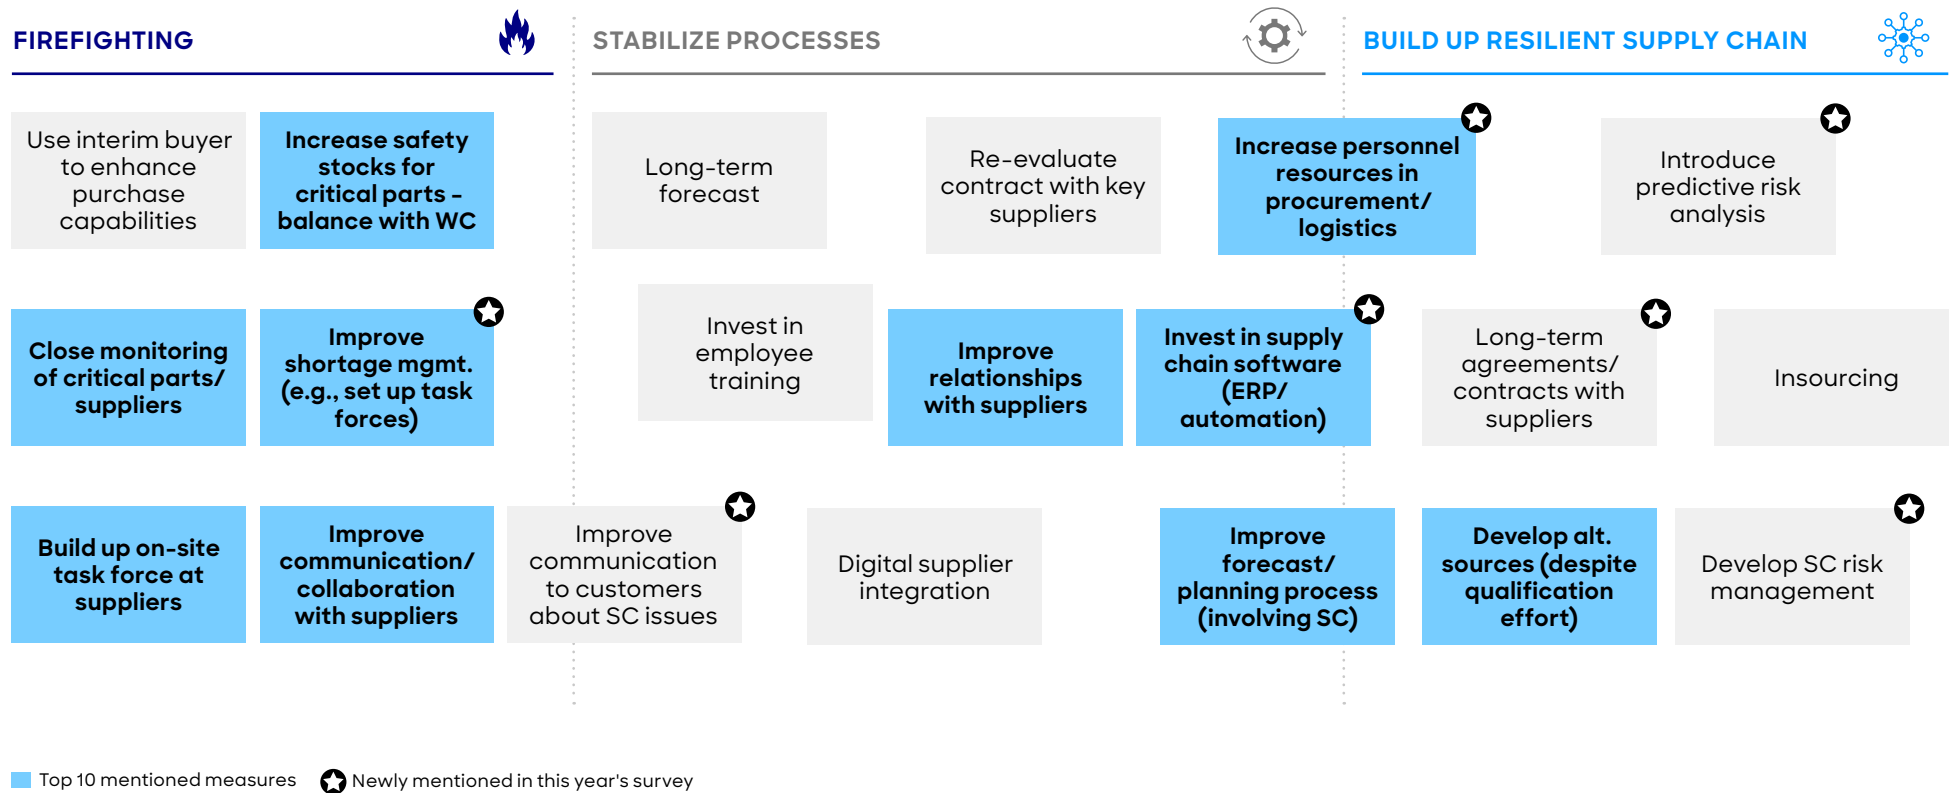 FIREFIGHTING
STABILIZE PROCESSES
BUILD UP RESILIENT SUPPLY CHAIN
Use interim buyer
to enhance
purchase
capabilities
Increase safety
stocks for
critical parts –
balance with WC
Long-term
forecast
Re-evaluate
contract with key
suppliers
Increase personnel
resources in
procurement/
logistics
Introduce
predictive risk
analysis
Close monitoring
of critical parts/
suppliers
Improve
shortage mgmt.
(e.g., set up task
forces)
Invest in
employee
training
Improve
relationships
with suppliers
Invest in supply
chain software
(ERP/
automation)
Long-term
agreements/
contracts with
suppliers
Insourcing
Build up on-site
task force at
suppliers
Improve
communication/
collaboration
with suppliers
Improve
communication
to customers
about SC issues
Digital supplier
integration
Improve
forecast/
planning process
(involving SC)
Develop alt.
sources (despite
qualification
effort)
Develop SC risk
management
Top 10 mentioned measures
Newly mentioned in this year's survey